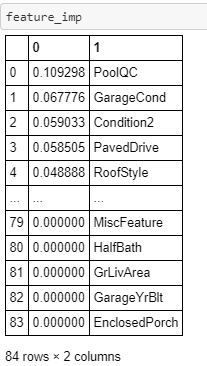 feature_imp
0 1
0 0.109298 PoolQC
1 0.067776 GarageCond
2 0.059033 Condition2
3 0.058505 PavedDrive
4 0.048888 RoofStyle
... ... ...
79 0.000000 MiscFeature
80 0.000000 HalfBath
81 0.000000 GrLivArea
82 0.000000 GarageYrBlt
83 0.000000 EnclosedPorch
84 rows × 2 columns